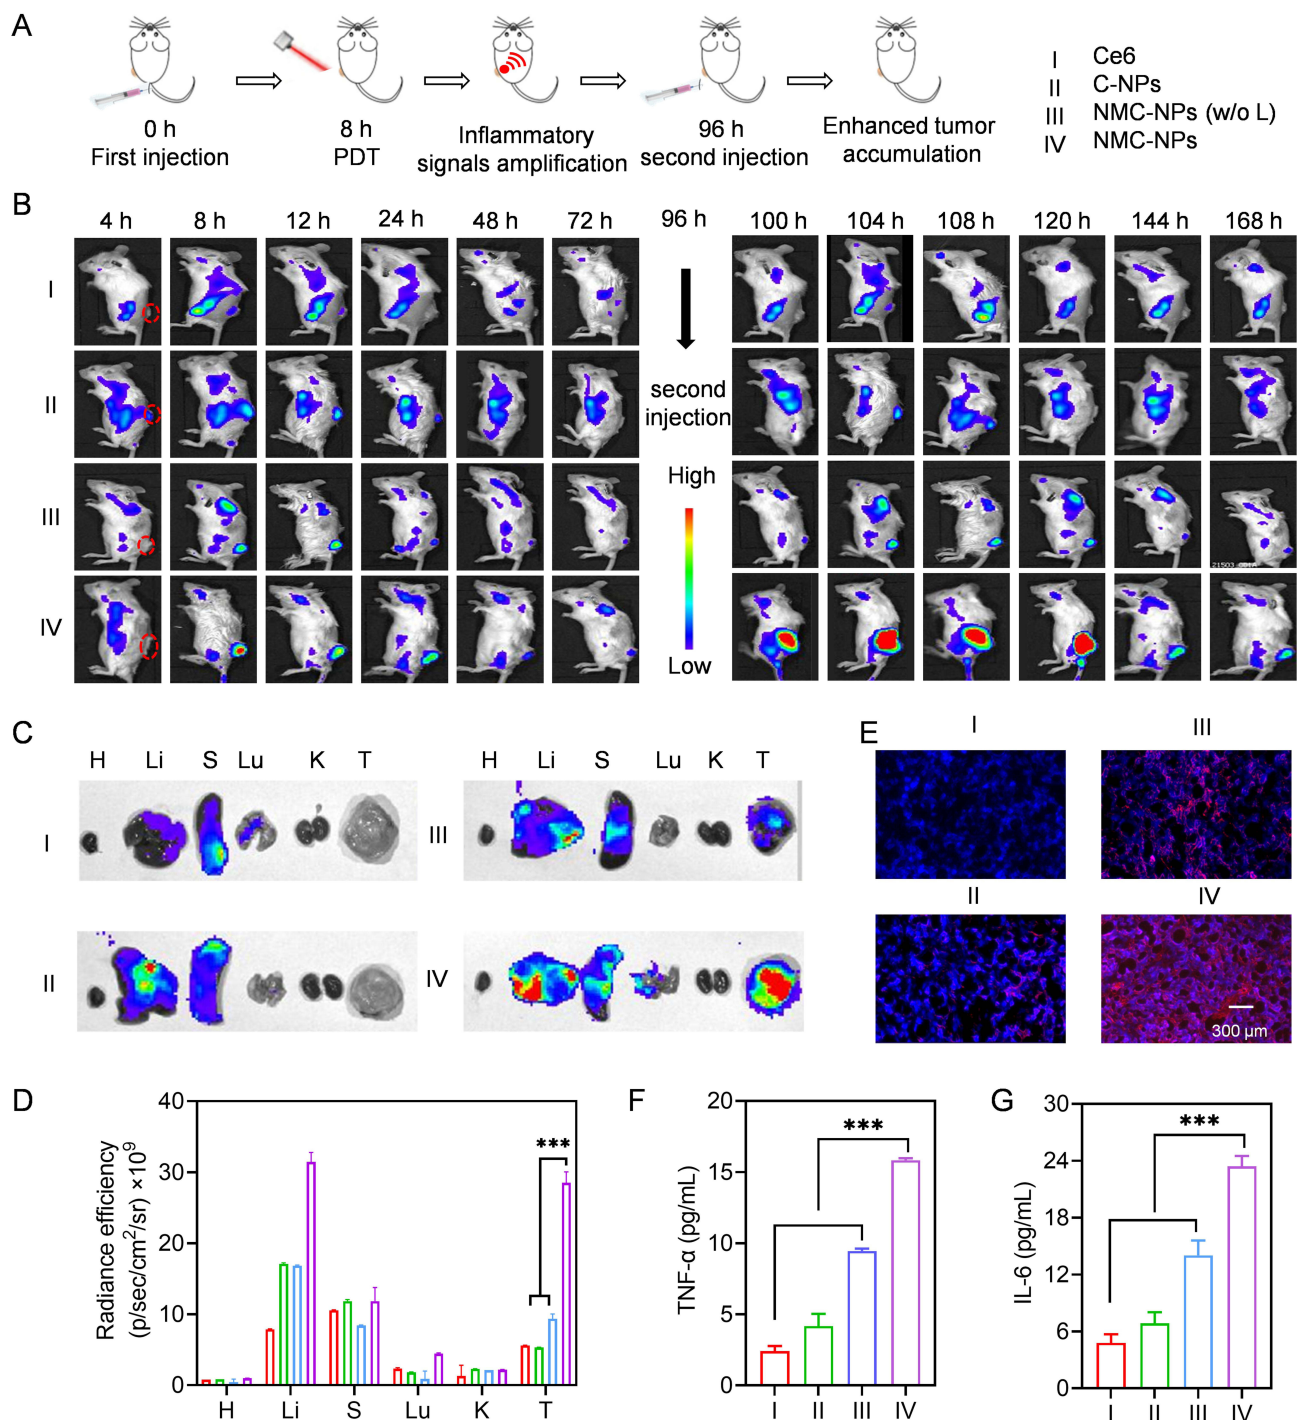 A
0 h
First injection
8 h
PDT
Inflammatory
signals amplification
96 h
second injection
Enhanced tumor
accumulation
I Ce6
II C-NPs
III NMC-NPs (w/o L)
IV NMC-NPs
B
4 h 8 h 12 h 24 h 48 h 72 h 96 h 100 h 104 h 108 h 120 h 144 h 168 h
I
II
III
IV
second
injection
High
Low
C
H Li S Lu K T
H Li S Lu K T
I
III
II
IV
E
I
III
II
IV
300 μm
D
Radiance efficiency
(p/sec/cm²/sr) ×10⁹
40
30
20
10
0
H Li S Lu K T
***
F
TNF-α (pg/mL)
20
15
10
5
0
I II III IV
***
G
IL-6 (pg/mL)
30
24
18
12
6
0
I II III IV
***